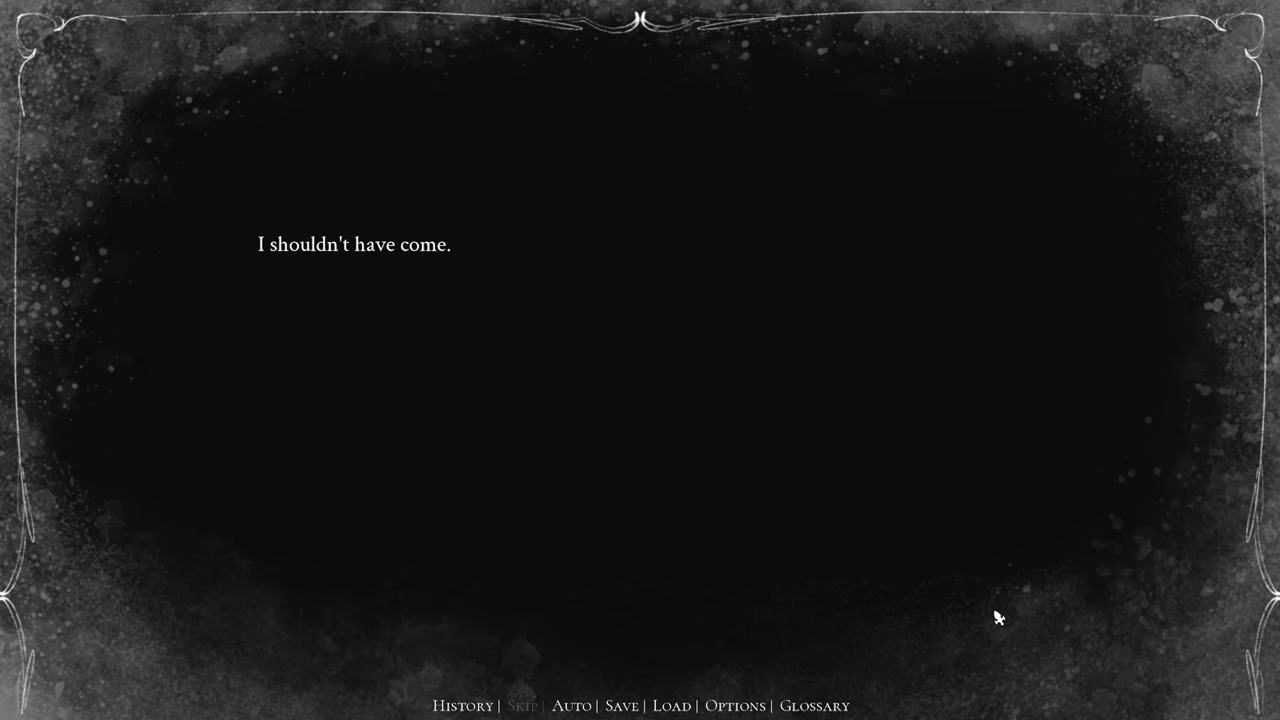 I shouldn't have come.
History | Skip | Auto | Save | Load | Options | Glossary